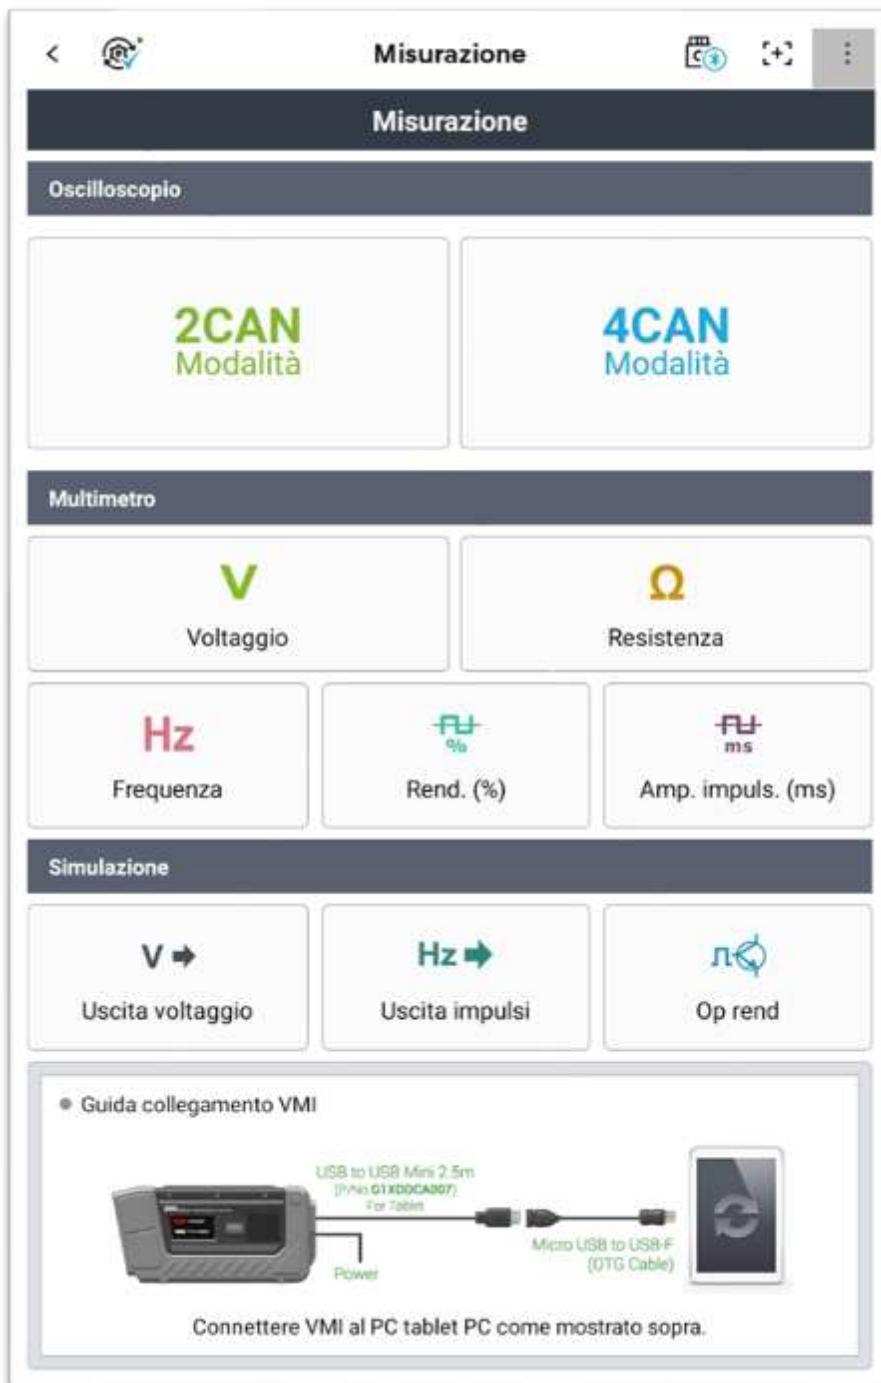 Misurazione
Misurazione
Oscilloscopio
2CAN
Modalità
4CAN
Modalità
Multimetro
V
Voltaggio
Ω
Resistenza
Hz
Frequenza
%
Rend. (%)
ms
Amp. impuls. (ms)
Simulazione
V
Uscita voltaggio
Hz
Uscita impulsi
Op rend
Guida collegamento VMI
USB to USB Mini 2.5m
(P/No.G1XDDCA007)
For Tablet
Power
Micro USB to USB-F
(OTG Cable)
Connettere VMI al PC tablet PC come mostrato sopra.